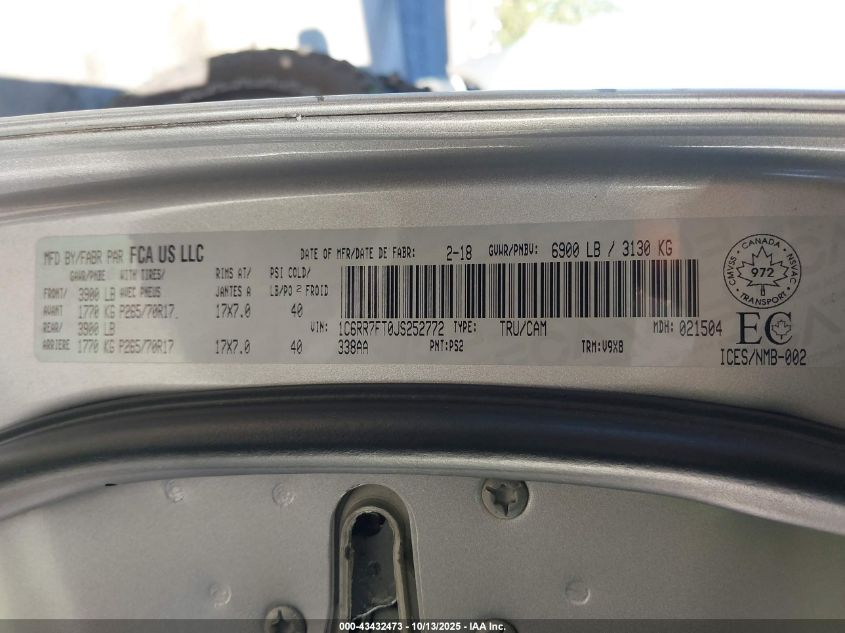 MFD BY/FABR PAR FCA US LLC DATE OF MFR/DATE DE FABR: 2-18 GVWR/PNBV: 6900 LB / 3130 KG
GAWR/PNBE WITH TIRES/ RIMS AT/ PSI COLD/
FRONT/ 3900 LB AVEC PNEUS JANTES A LB/PO 2 FROID
AVANT 1770 KG P265/70R17 17X7.0 40
REAR/ 3900 LB VIN: 1C6RR7FT0JS252772 TYPE: TRU/CAM MDH: 021504
ARRIERE 1770 KG P265/70R17 17X7.0 40 338AA PNT:PS2 TRM:V9X8
CANADA
CMVSS 972 NSVAC
TRANSPORT
EC
ICES/NMB-002
000-43432473 - 10/13/2025 - IAA Inc.